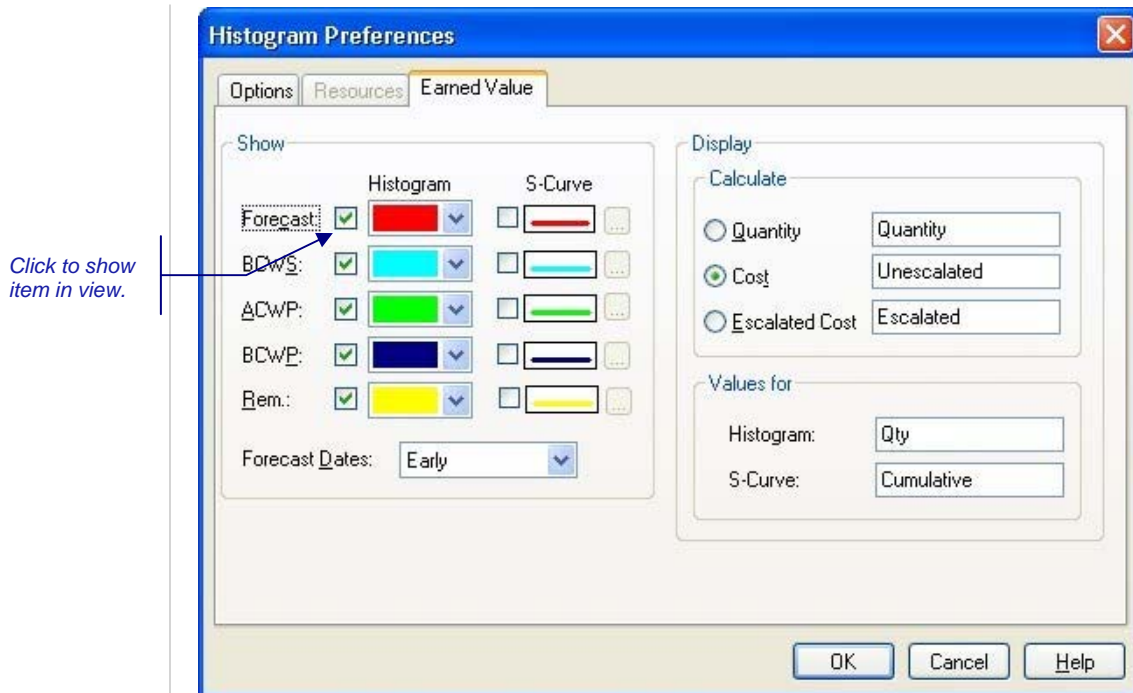 Histogram Preferences
Options Resources Earned Value
Show
Histogram S-Curve
Forecast: ...
BCWS: ...
ACWP: ...
BCWP: ...
Rem.: ...
Forecast Dates: Early
Display
Calculate
Quantity Quantity
Cost Unescalated
Escalated Cost Escalated
Values for
Histogram: Qty
S-Curve: Cumulative
OK Cancel Help
Click to show
item in view.